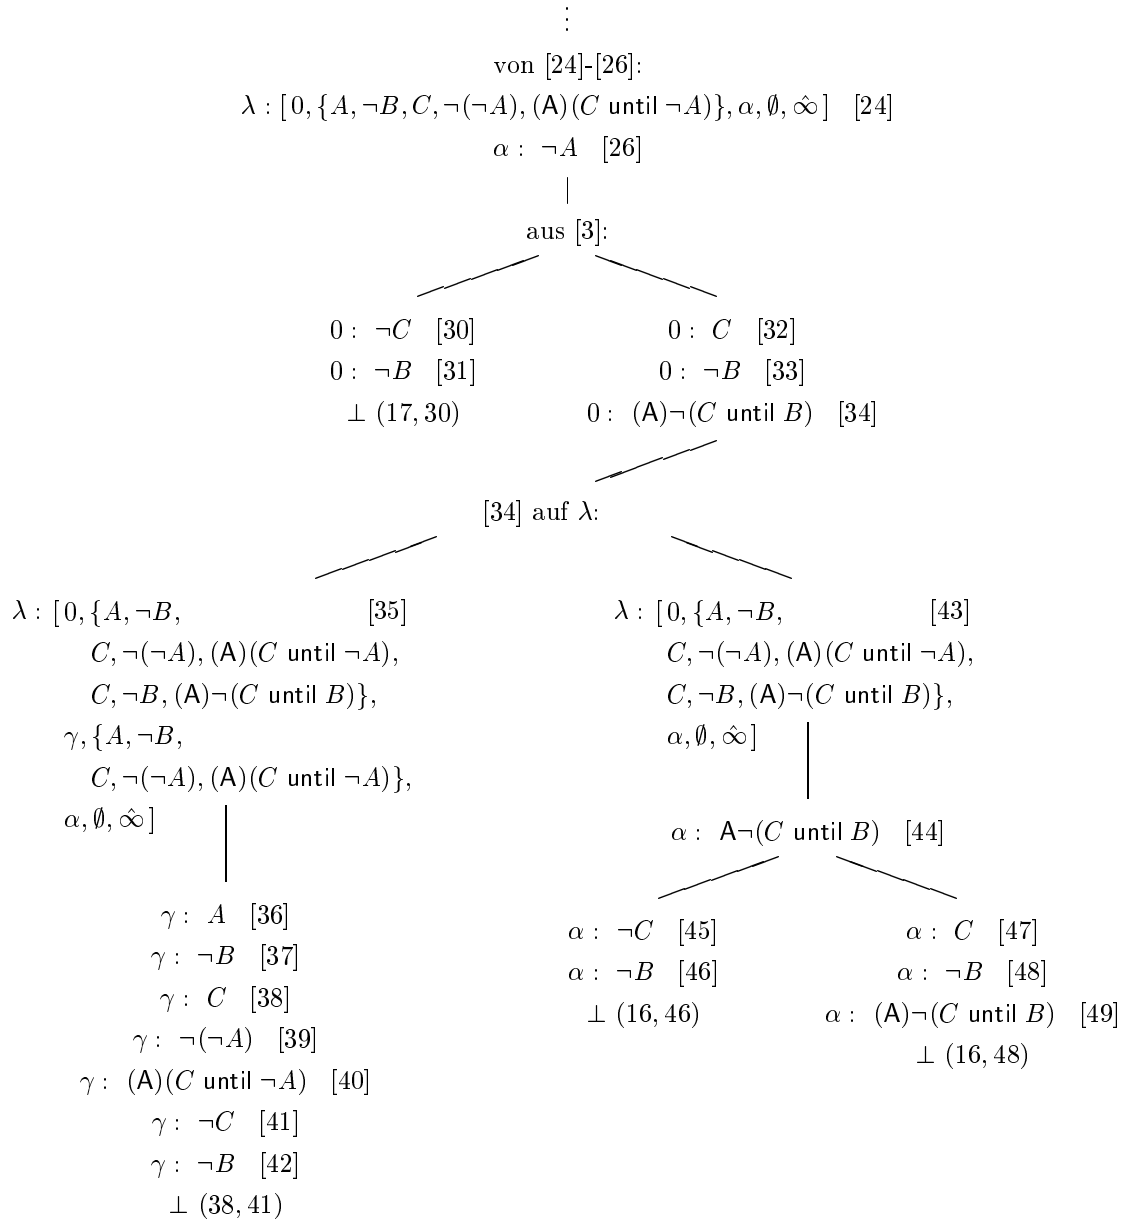 ⋮
von [24]-[26]:
λ : [ 0, {A, ¬B, C, ¬(¬A), (A)(C until ¬A)}, α, ∅, ∞̂ ] [24]
α : ¬A [26]
aus [3]:
0 : ¬C [30]
0 : ¬B [31]
⊥ (17, 30)
0 : C [32]
0 : ¬B [33]
0 : (A)¬(C until B) [34]
[34] auf λ:
λ : [ 0, {A, ¬B, [35]
C, ¬(¬A), (A)(C until ¬A),
C, ¬B, (A)¬(C until B)},
γ, {A, ¬B,
C, ¬(¬A), (A)(C until ¬A)},
α, ∅, ∞̂ ]
γ : A [36]
γ : ¬B [37]
γ : C [38]
γ : ¬(¬A) [39]
γ : (A)(C until ¬A) [40]
γ : ¬C [41]
γ : ¬B [42]
⊥ (38, 41)
λ : [ 0, {A, ¬B, [43]
C, ¬(¬A), (A)(C until ¬A),
C, ¬B, (A)¬(C until B)},
α, ∅, ∞̂ ]
α : A¬(C until B) [44]
α : ¬C [45]
α : ¬B [46]
⊥ (16, 46)
α : C [47]
α : ¬B [48]
α : (A)¬(C until B) [49]
⊥ (16, 48)